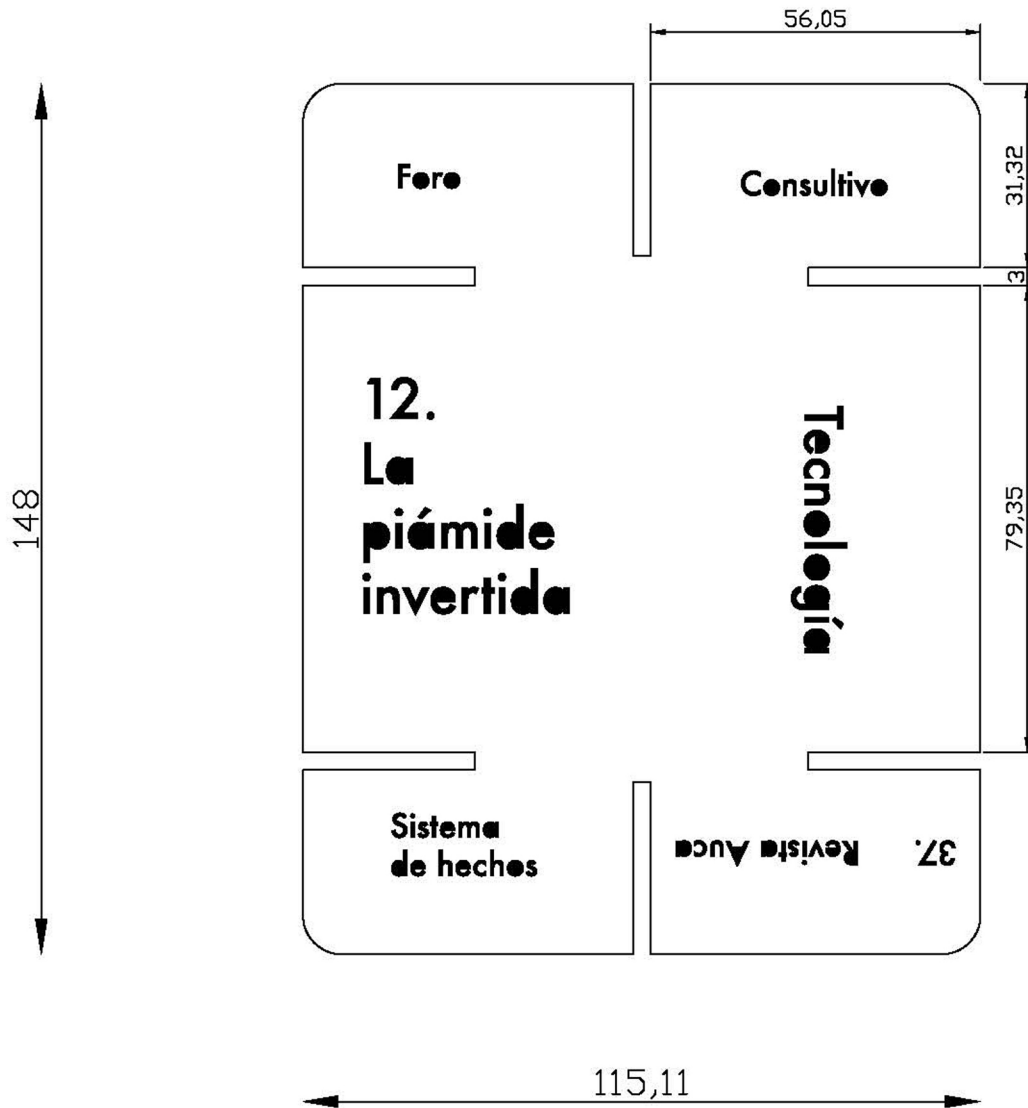 56,05
Foro
Consultivo
31,32
3
12.
La
piámide
invertida
Tecnología
79,35
148
Sistema
de hechos
37.
Revista Auca
115,11